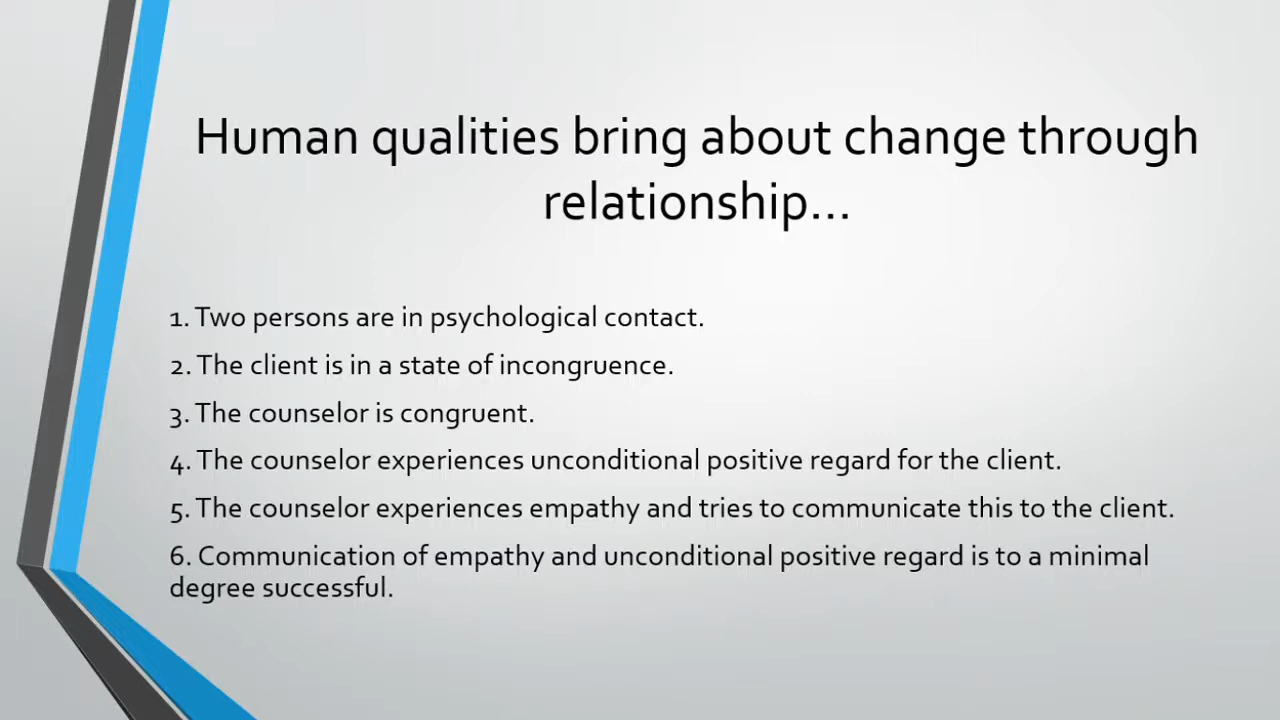 Human qualities bring about change through
relationship…
1. Two persons are in psychological contact.
2. The client is in a state of incongruence.
3. The counselor is congruent.
4. The counselor experiences unconditional positive regard for the client.
5. The counselor experiences empathy and tries to communicate this to the client.
6. Communication of empathy and unconditional positive regard is to a minimal
degree successful.